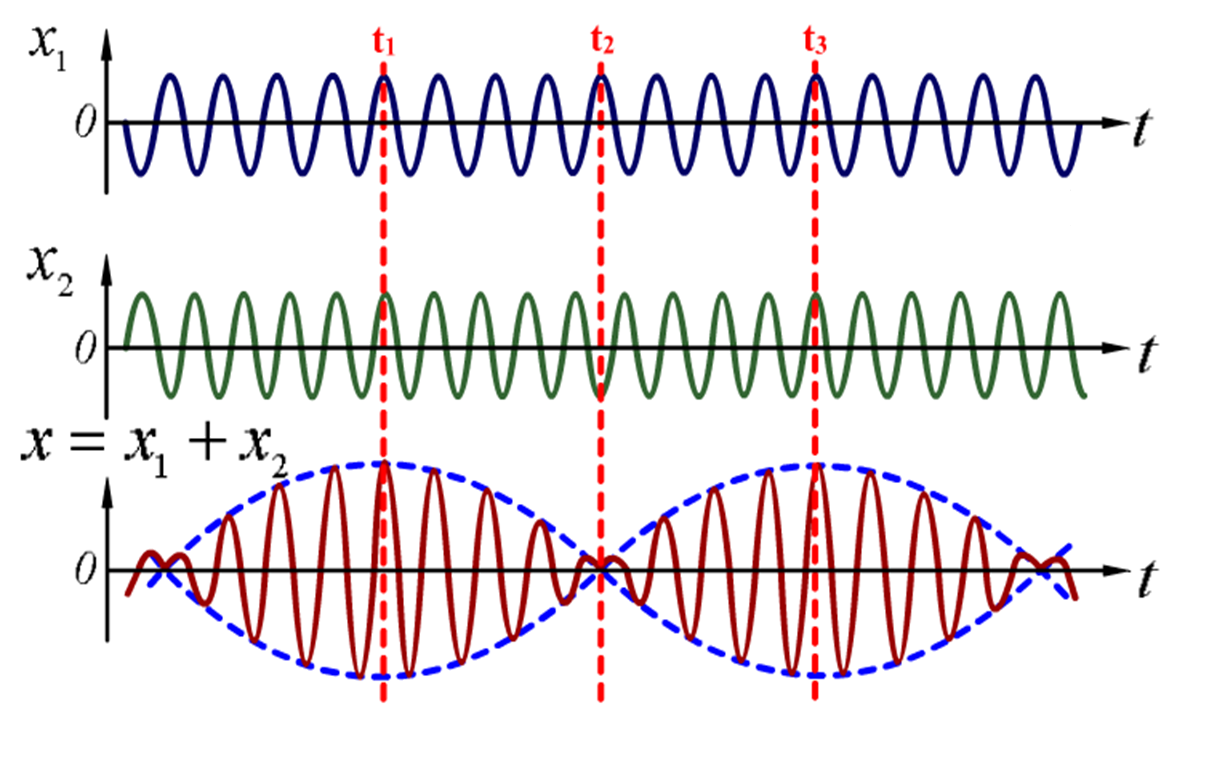 x₁
t₁ t₂ t₃
0
t
x₂
0
t
x = x₁ + x₂
0
t